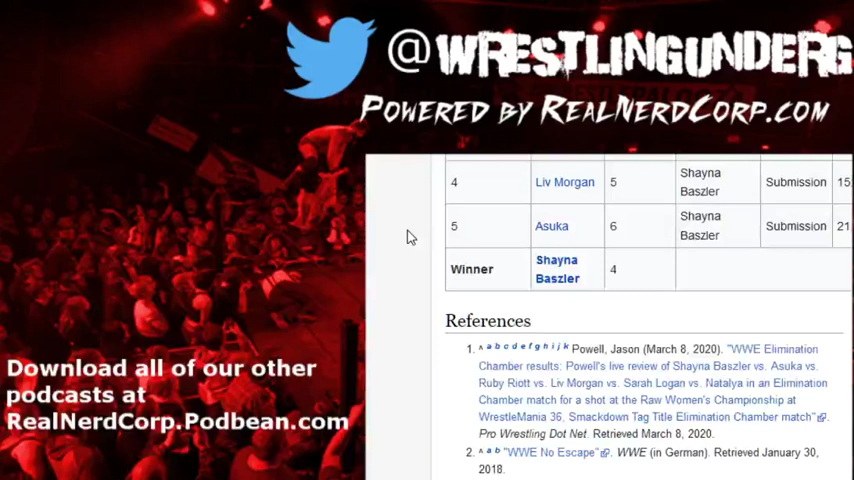 @WRESTLINGUNDERG
POWERED BY REALNERDCORP.COM
4 Liv Morgan 5 Shayna Baszler Submission 15
5 Asuka 6 Shayna Baszler Submission 21
Winner Shayna Baszler 4
References
1. ^ a b c d e f g h i j k Powell, Jason (March 8, 2020). "WWE Elimination
Chamber results: Powell's live review of Shayna Baszler vs. Asuka vs.
Ruby Riott vs. Liv Morgan vs. Sarah Logan vs. Natalya in an Elimination
Chamber match for a shot at the Raw Women's Championship at
WrestleMania 36, Smackdown Tag Title Elimination Chamber match".
Pro Wrestling Dot Net. Retrieved March 8, 2020.
2. ^ a b "WWE No Escape". WWE (in German). Retrieved January 30,
2018.
Download all of our other
podcasts at
RealNerdCorp.Podbean.com